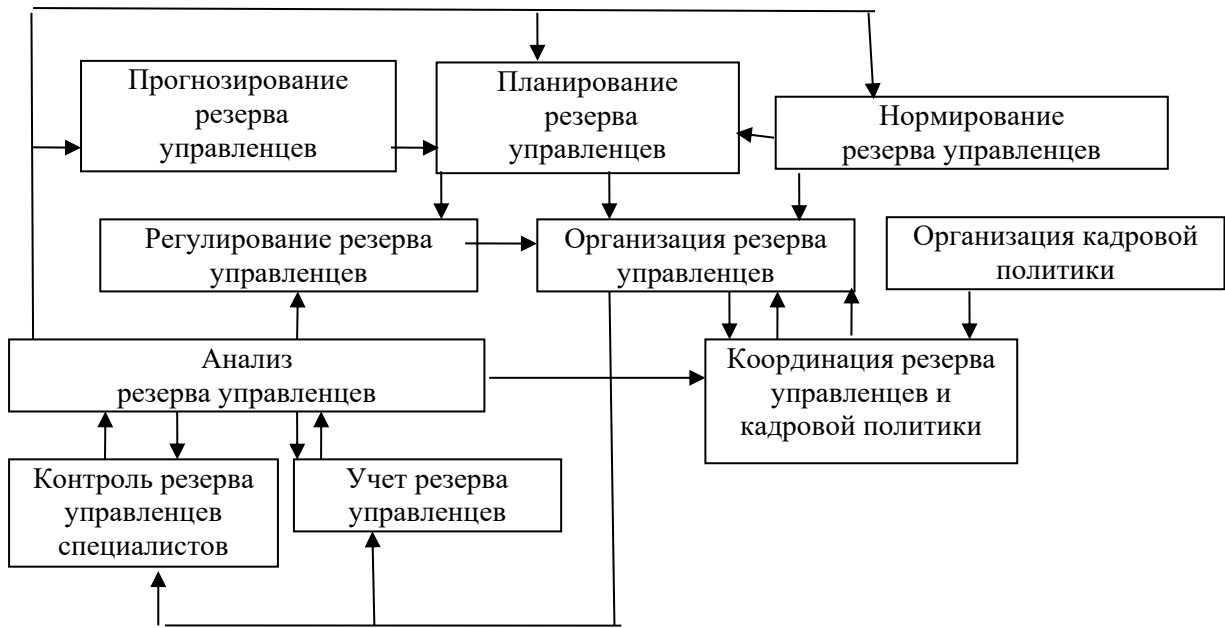 Прогнозирование
резерва
управленцев
Планирование
резерва
управленцев
Нормирование
резерва управленцев
Регулирование резерва
управленцев
Организация резерва
управленцев
Организация кадровой
политики
Анализ
резерва управленцев
Координация резерва
управленцев и
кадровой политики
Контроль резерва
управленцев
специалистов
Учет резерва
управленцев